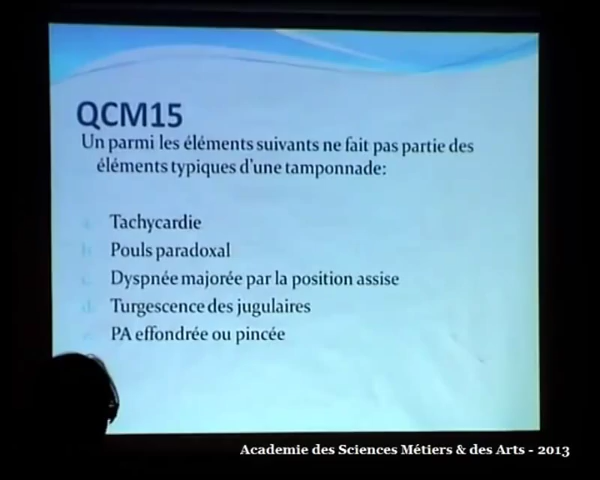 QCM15
Un parmi les éléments suivants ne fait pas partie des
éléments typiques d'une tamponnade:
a. Tachycardie
b. Pouls paradoxal
c. Dyspnée majorée par la position assise
d. Turgescence des jugulaires
PA effondrée ou pincée
Academie des Sciences Métiers & des Arts - 2013